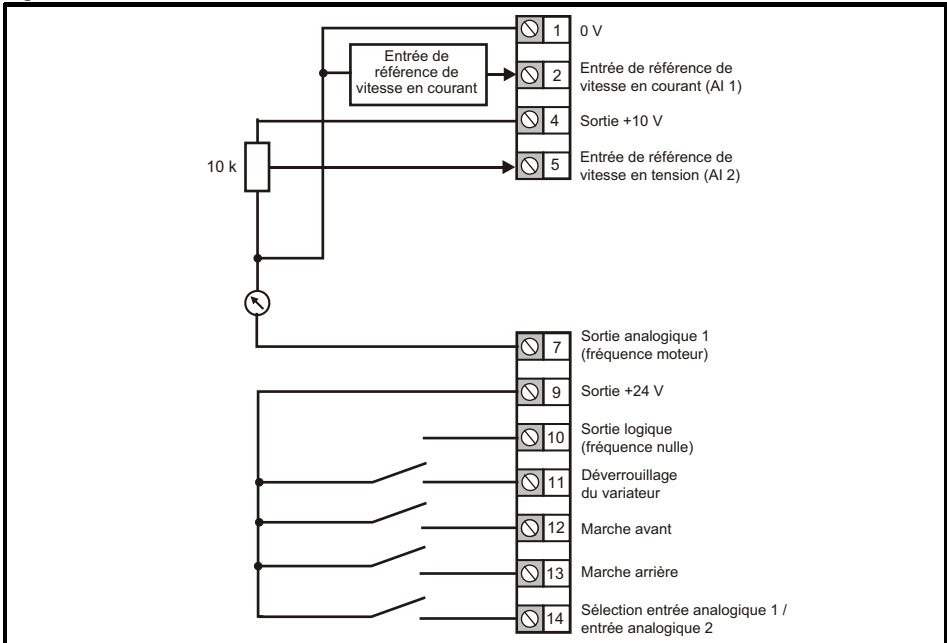 1 0 V
Entrée de
référence de
vitesse en courant
2 Entrée de référence de
vitesse en courant (AI 1)
4 Sortie +10 V
10 k
5 Entrée de référence de
vitesse en tension (AI 2)
7 Sortie analogique 1
(fréquence moteur)
9 Sortie +24 V
10 Sortie logique
(fréquence nulle)
11 Déverrouillage
du variateur
12 Marche avant
13 Marche arrière
14 Sélection entrée analogique 1 /
entrée analogique 2